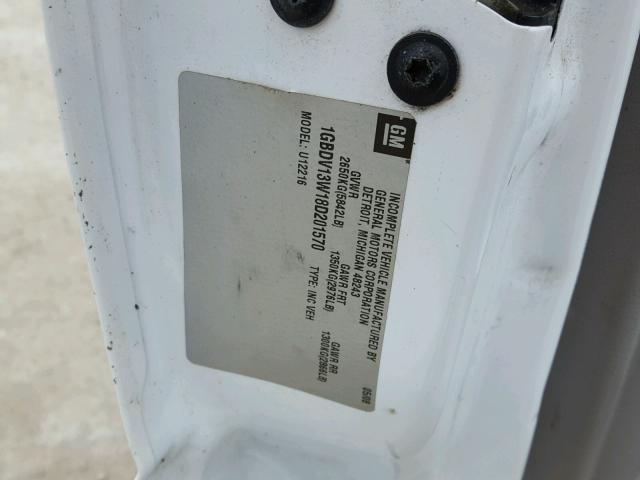 GM
INCOMPLETE VEHICLE MANUFACTURED BY
GENERAL MOTORS CORPORATION
DETROIT, MICHIGAN 48243 05/08
GVWR GAWR FRT GAWR RR
2650KG(5842LB) 1350KG(2976LB) 1300KG(2866LB)
1GBDV13W18D201570 TYPE: INC VEH
MODEL: U12216